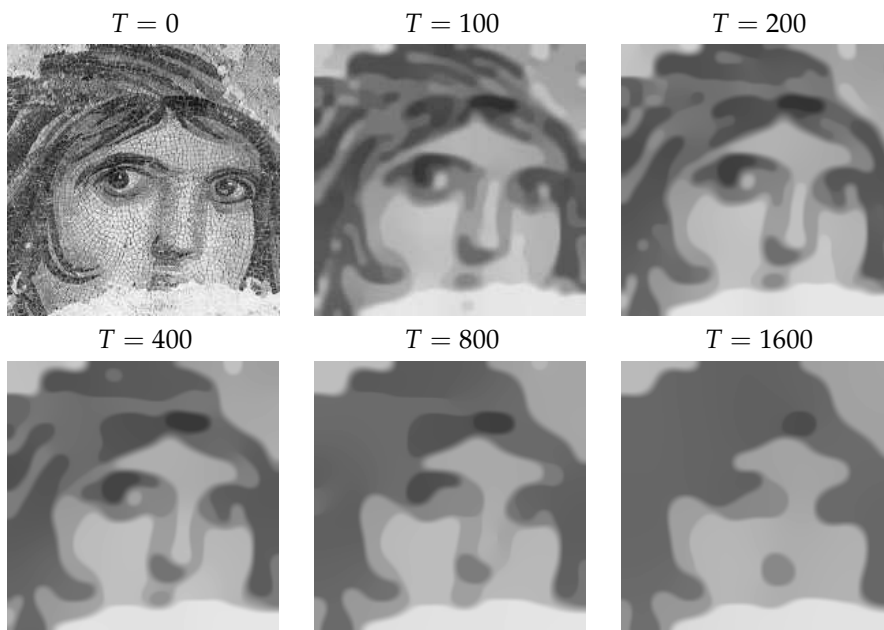 T = 0 T = 100 T = 200
T = 400 T = 800 T = 1600